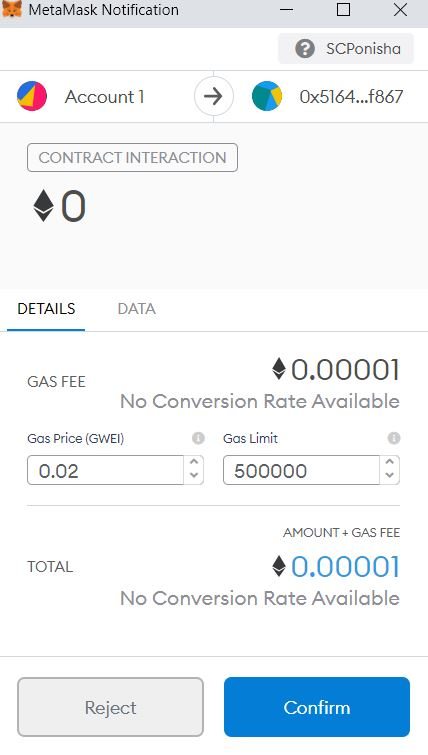 MetaMask Notification
SCPonisha
Account 1 0x5164...f867
CONTRACT INTERACTION
0
DETAILS DATA
GAS FEE 0.00001
No Conversion Rate Available
Gas Price (GWEI) Gas Limit
0.02 500000
AMOUNT + GAS FEE
TOTAL 0.00001
No Conversion Rate Available
Reject Confirm